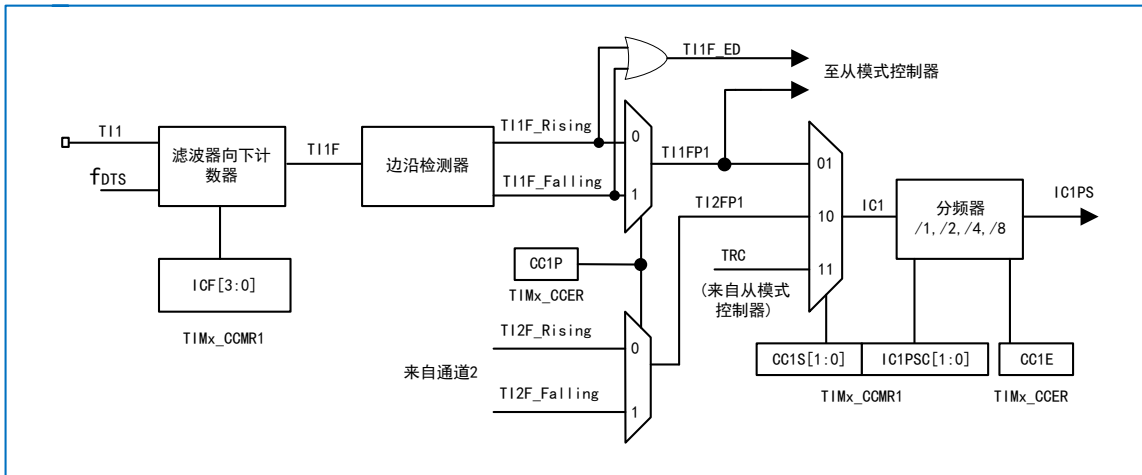 TI1F_ED
至从模式控制器
TI1
fDTS
滤波器向下计
数器
TI1F
边沿检测器
TI1F_Rising
TI1F_Falling
0
1
TI1FP1
TI2FP1
TRC
(来自从模式
控制器)
01
10
11
IC1
分频器
/1,/2,/4,/8
IC1PS
ICF[3:0]
TIMx_CCMR1
CC1P
TIMx_CCER
来自通道2
TI2F_Rising
TI2F_Falling
0
1
CC1S[1:0]
IC1PSC[1:0]
CC1E
TIMx_CCMR1
TIMx_CCER